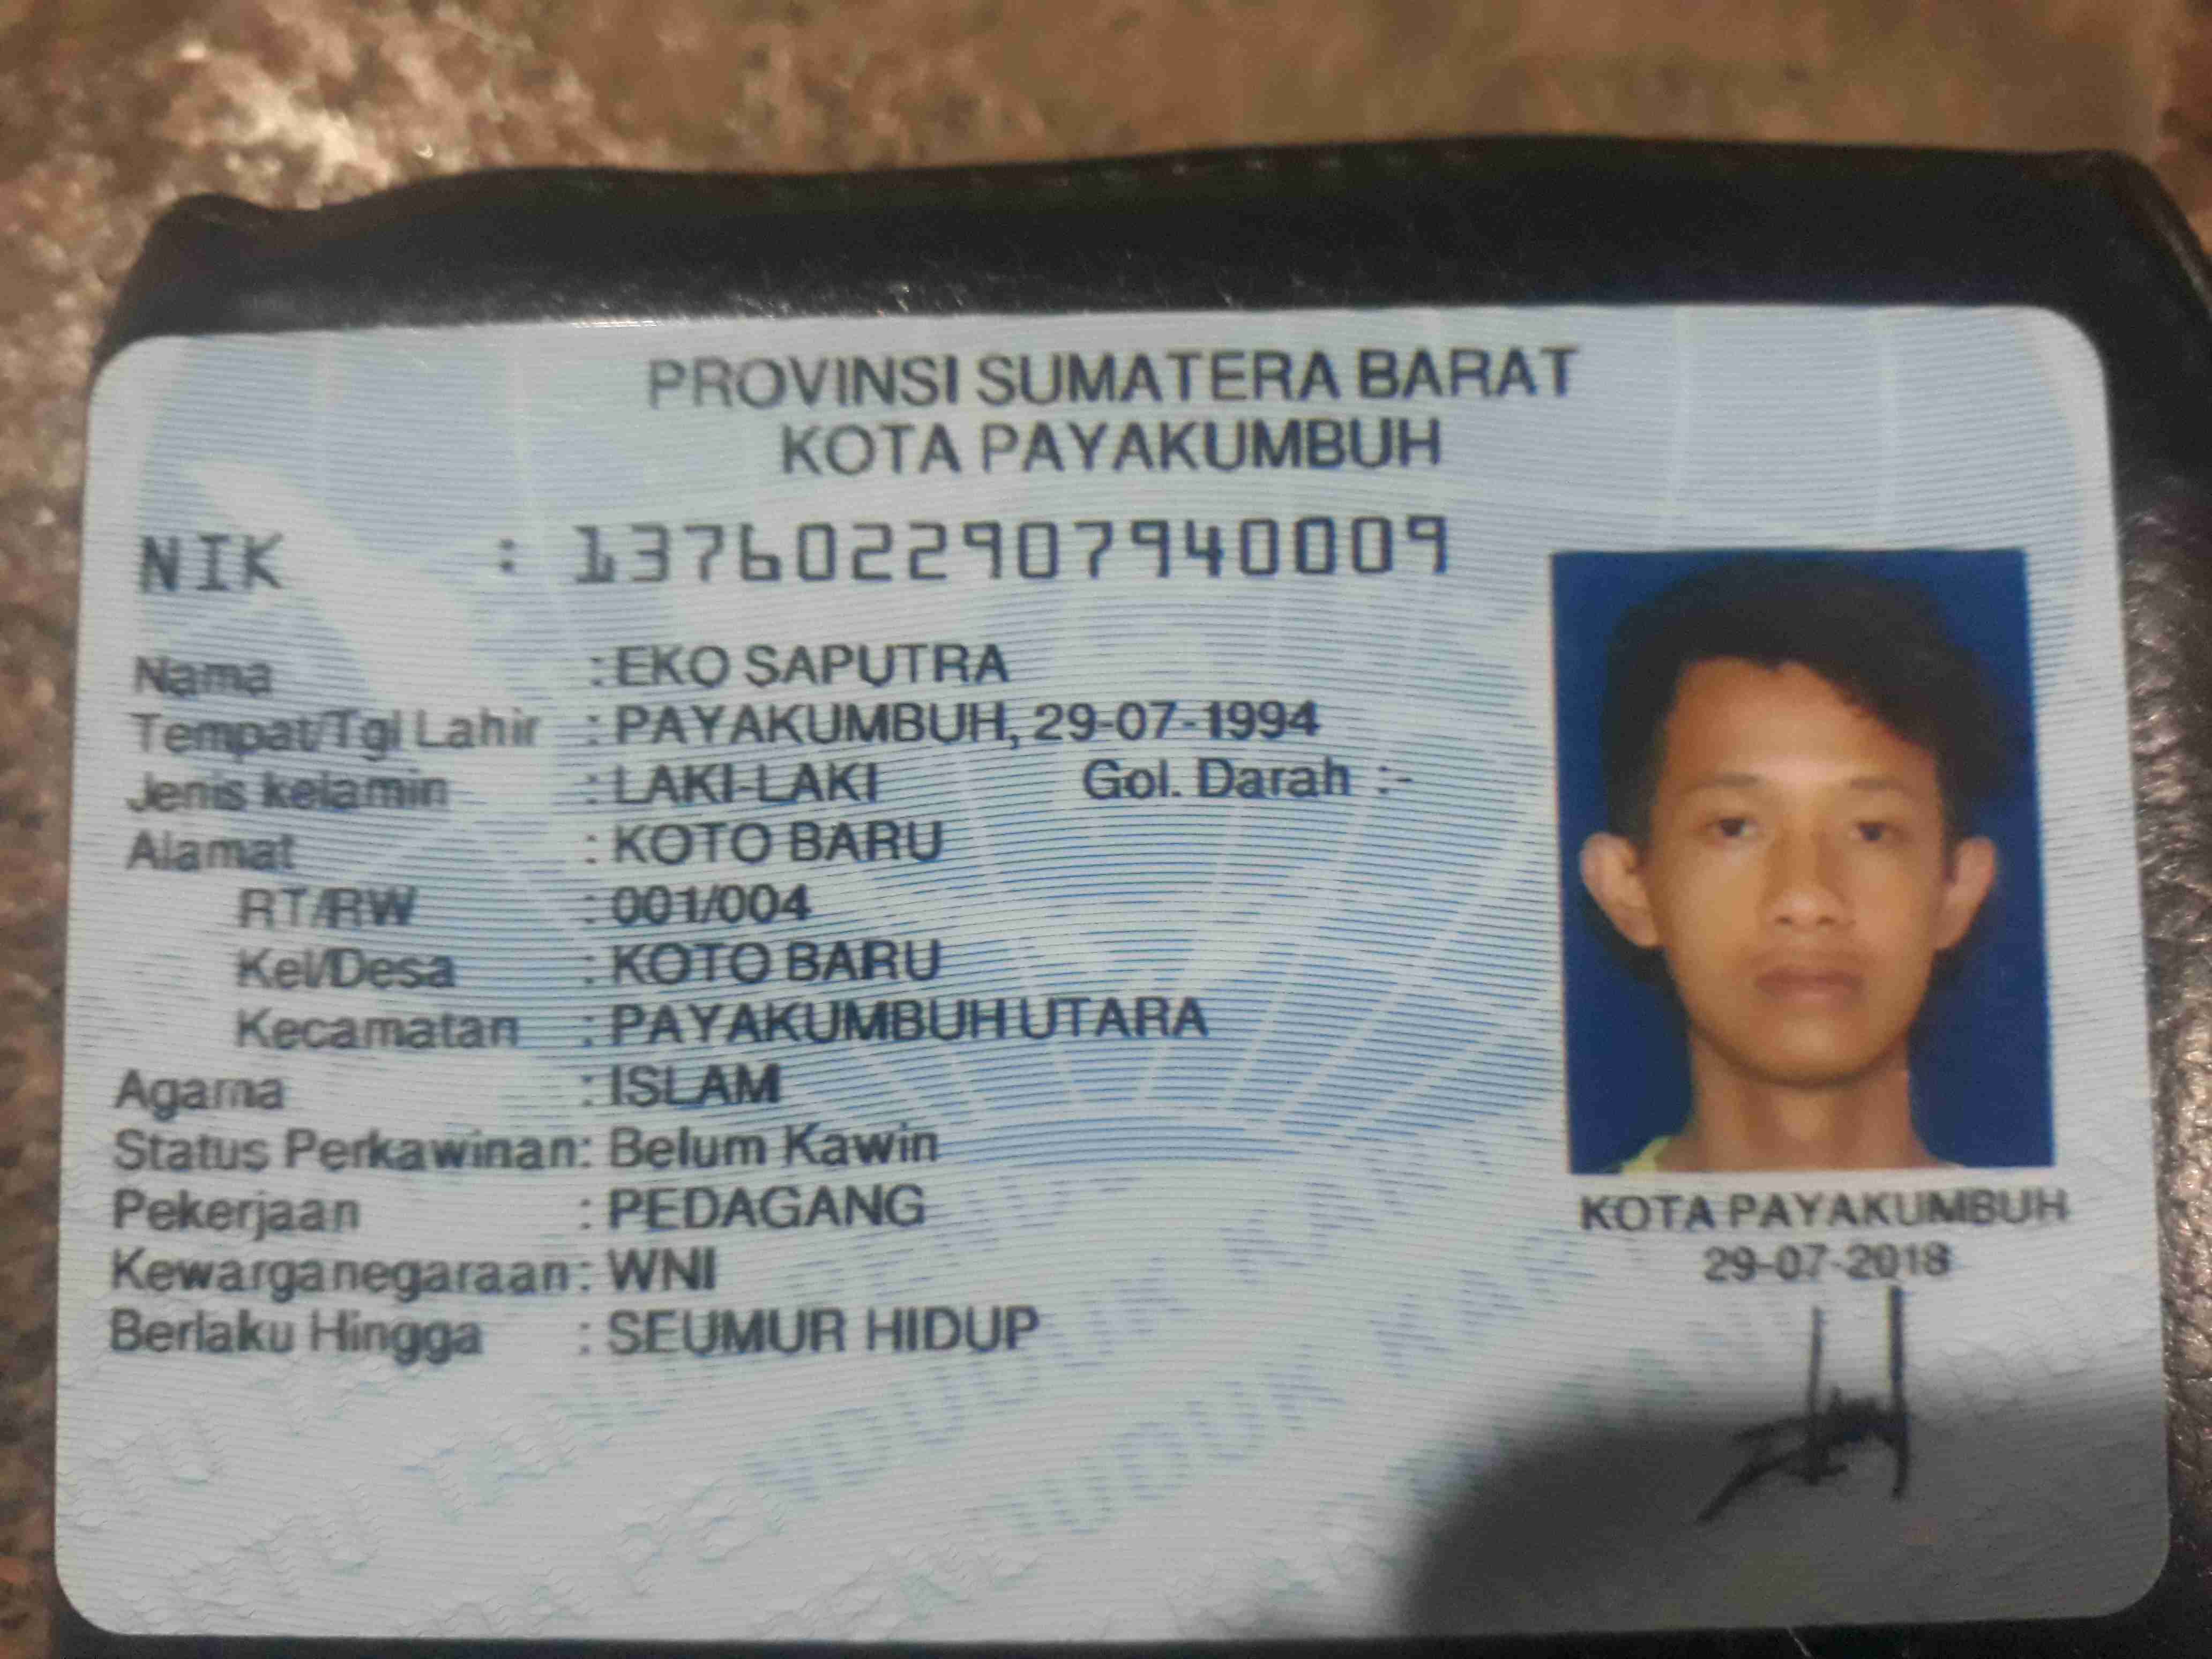 PROVINSI SUMATERA BARAT
KOTA PAYAKUMBUH
NIK : 1376022907940009
Nama : EKO SAPUTRA
Tempat/Tgl Lahir : PAYAKUMBUH, 29-07-1994
Jenis kelamin : LAKI-LAKI Gol. Darah :-
Alamat : KOTO BARU
RT/RW : 001/004
Kel/Desa : KOTO BARU
Kecamatan : PAYAKUMBUH UTARA
Agama : ISLAM
Status Perkawinan: Belum Kawin
Pekerjaan : PEDAGANG
Kewarganegaraan: WNI
Berlaku Hingga : SEUMUR HIDUP
KOTA PAYAKUMBUH
29-07-2018